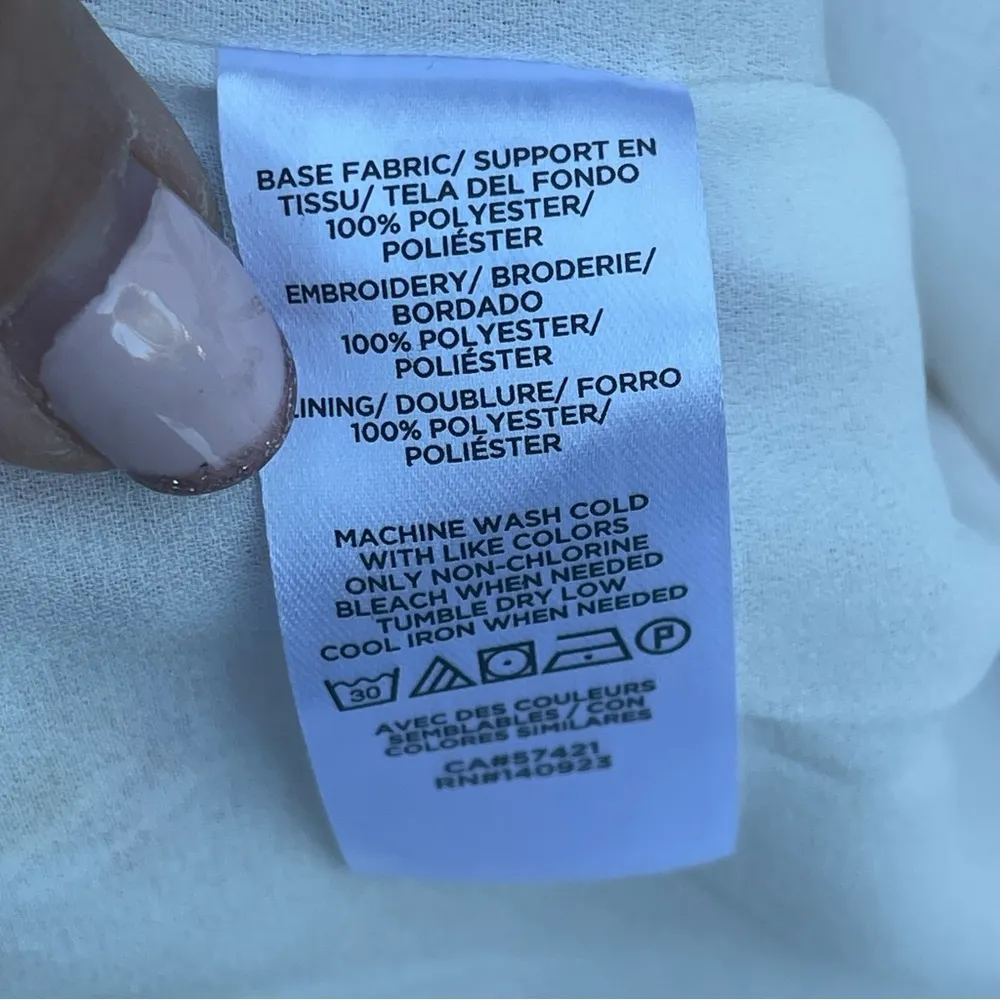 BASE FABRIC/ SUPPORT EN
TISSU/ TELA DEL FONDO
100% POLYESTER/
POLIÉSTER
EMBROIDERY/ BRODERIE/
BORDADO
100% POLYESTER/
POLIÉSTER
LINING/ DOUBLURE/ FORRO
100% POLYESTER/
POLIÉSTER
MACHINE WASH COLD
WITH LIKE COLORS
ONLY NON-CHLORINE
BLEACH WHEN NEEDED
TUMBLE DRY LOW
COOL IRON WHEN NEEDED
30 P
AVEC DES COULEURS
SEMBLABLES / CON
COLORES SIMILARES
CA#57421
RN#140923